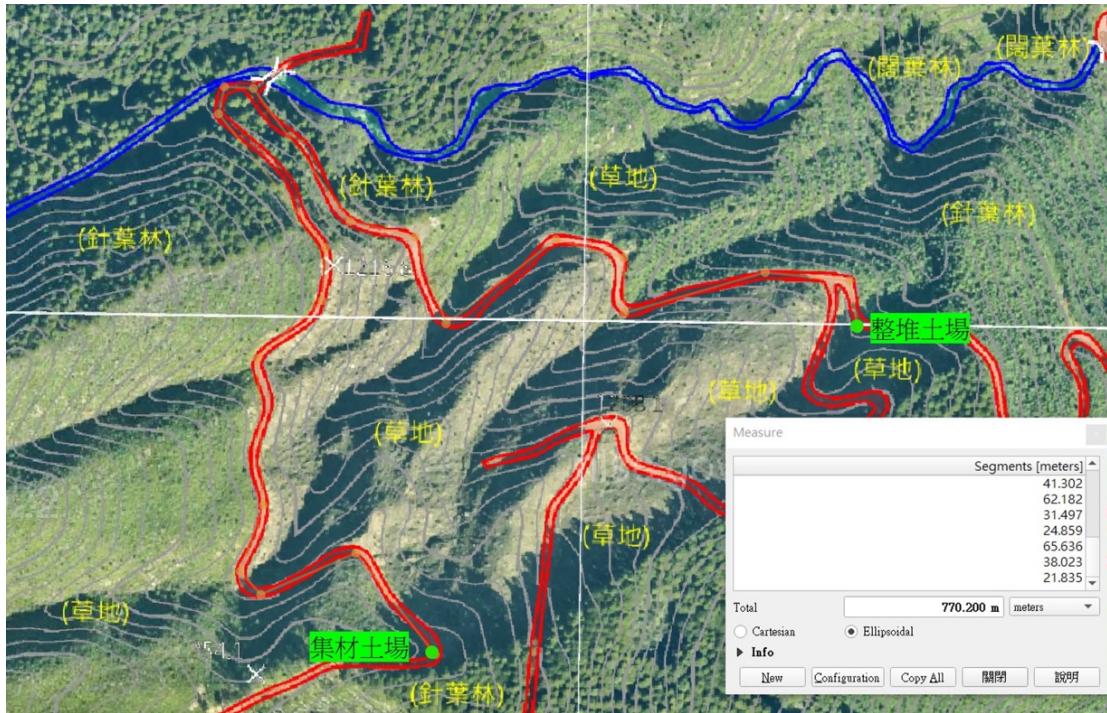 (闊葉林)
(闊葉林)
(針葉林)
(草地)
(針葉林)
(針葉林)
整堆土場
(草地)
(草地)
(草地)
(草地)
(草地)
集材土場
(針葉林)
Measure
Segments [meters]
41.302
62.182
31.497
24.859
65.636
38.023
21.835
Total 770.200 m meters
Cartesian Ellipsoidal
Info
New Configuration Copy All 關閉 說明